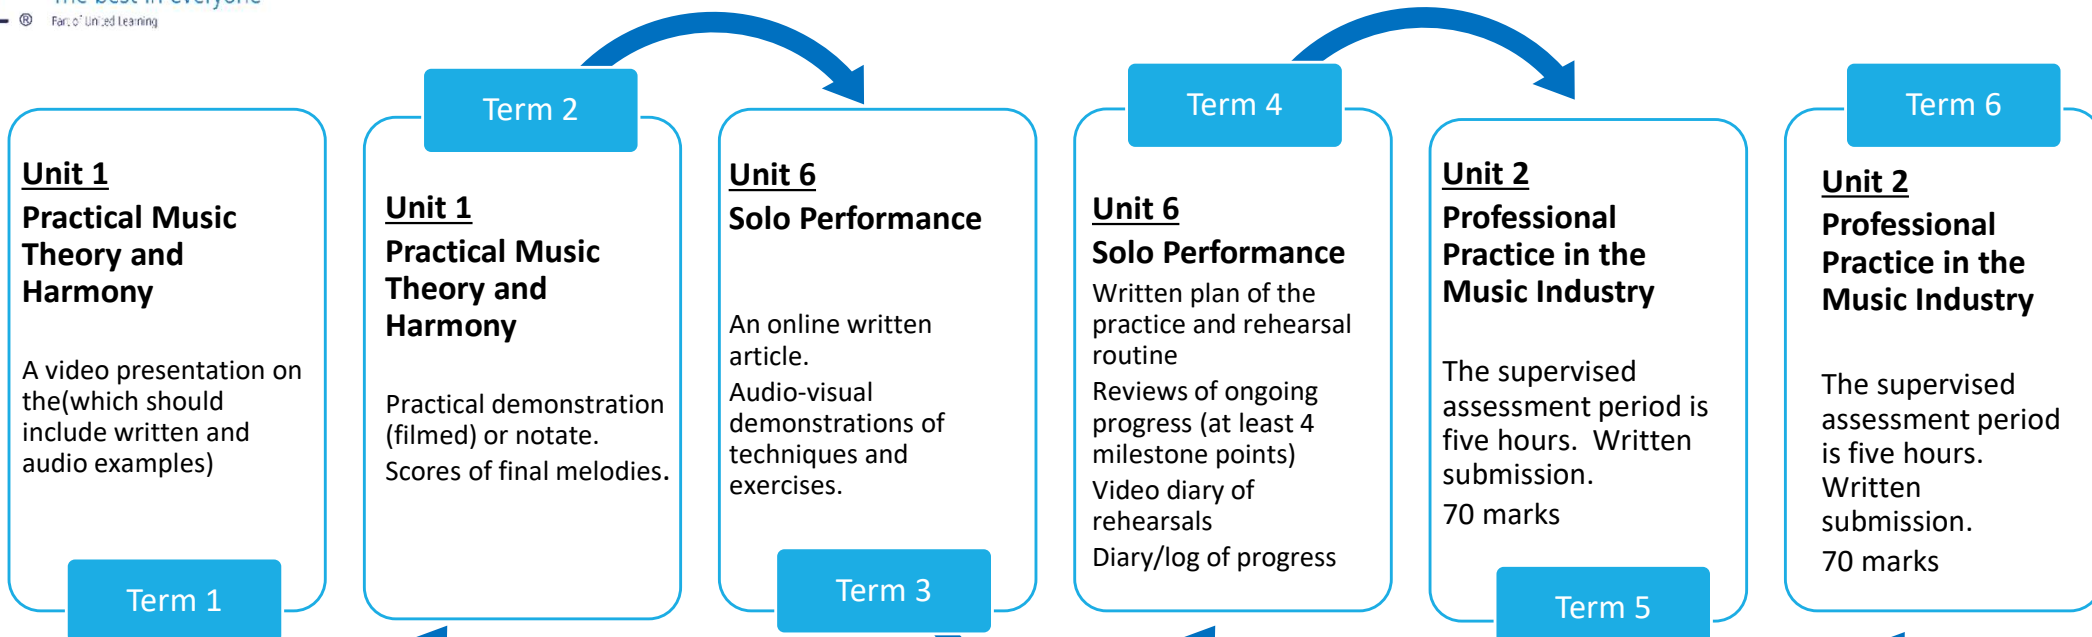 The best in everyone
® Part of United Learning
Unit 1
Practical Music
Theory and
Harmony
A video presentation on
the(which should
include written and
audio examples)
Term 1
Term 2
Unit 1
Practical Music
Theory and
Harmony
Practical demonstration
(filmed) or notate.
Scores of final melodies.
Unit 6
Solo Performance
An online written
article.
Audio-visual
demonstrations of
techniques and
exercises.
Term 3
Term 4
Unit 6
Solo Performance
Written plan of the
practice and rehearsal
routine
Reviews of ongoing
progress (at least 4
milestone points)
Video diary of
rehearsals
Diary/log of progress
Unit 2
Professional
Practice in the
Music Industry
The supervised
assessment period is
five hours.  Written
submission.
70 marks
Term 5
Term 6
Unit 2
Professional
Practice in the
Music Industry
The supervised
assessment period
is five hours.
Written
submission.
70 marks